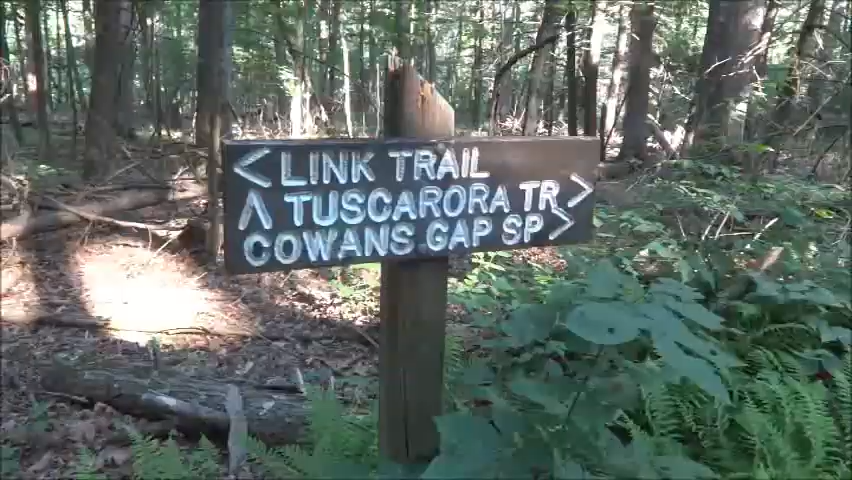 < LINK TRAIL
^ TUSCARORA TR >
COWANS GAP SP >